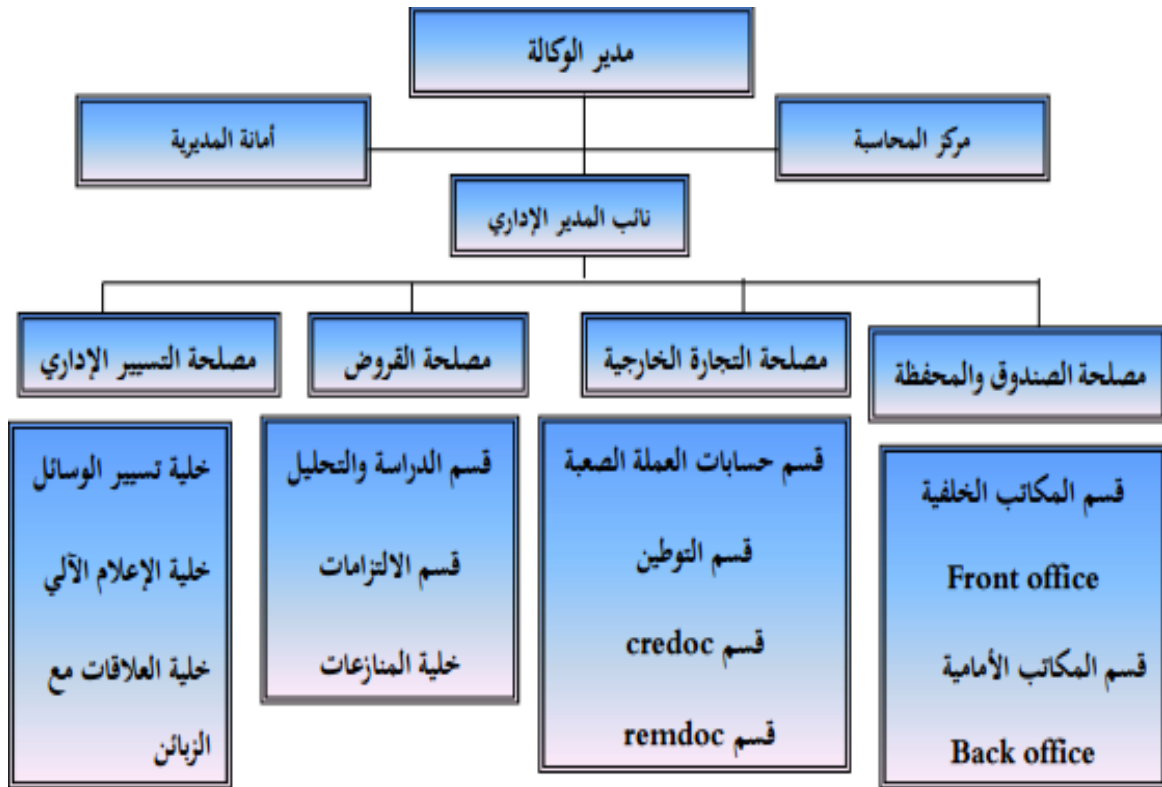 مدير الوكالة
مركز المحاسبة
أمانة المديرية
نائب المدير الإداري
مصلحة الصندوق والمحفظة
مصلحة التجارة الخارجية
مصلحة القروض
مصلحة التسيير الإداري
قسم المكاتب الخلفية
Front office
قسم المكاتب الأمامية
Back office
قسم حسابات العملة الصعبة
قسم التوطين
قسم credoc
قسم remdoc
قسم الدراسة والتحليل
قسم الالتزامات
خلية المنازعات
خلية تسيير الوسائل
خلية الإعلام الآلي
خلية العلاقات مع
الزبائن